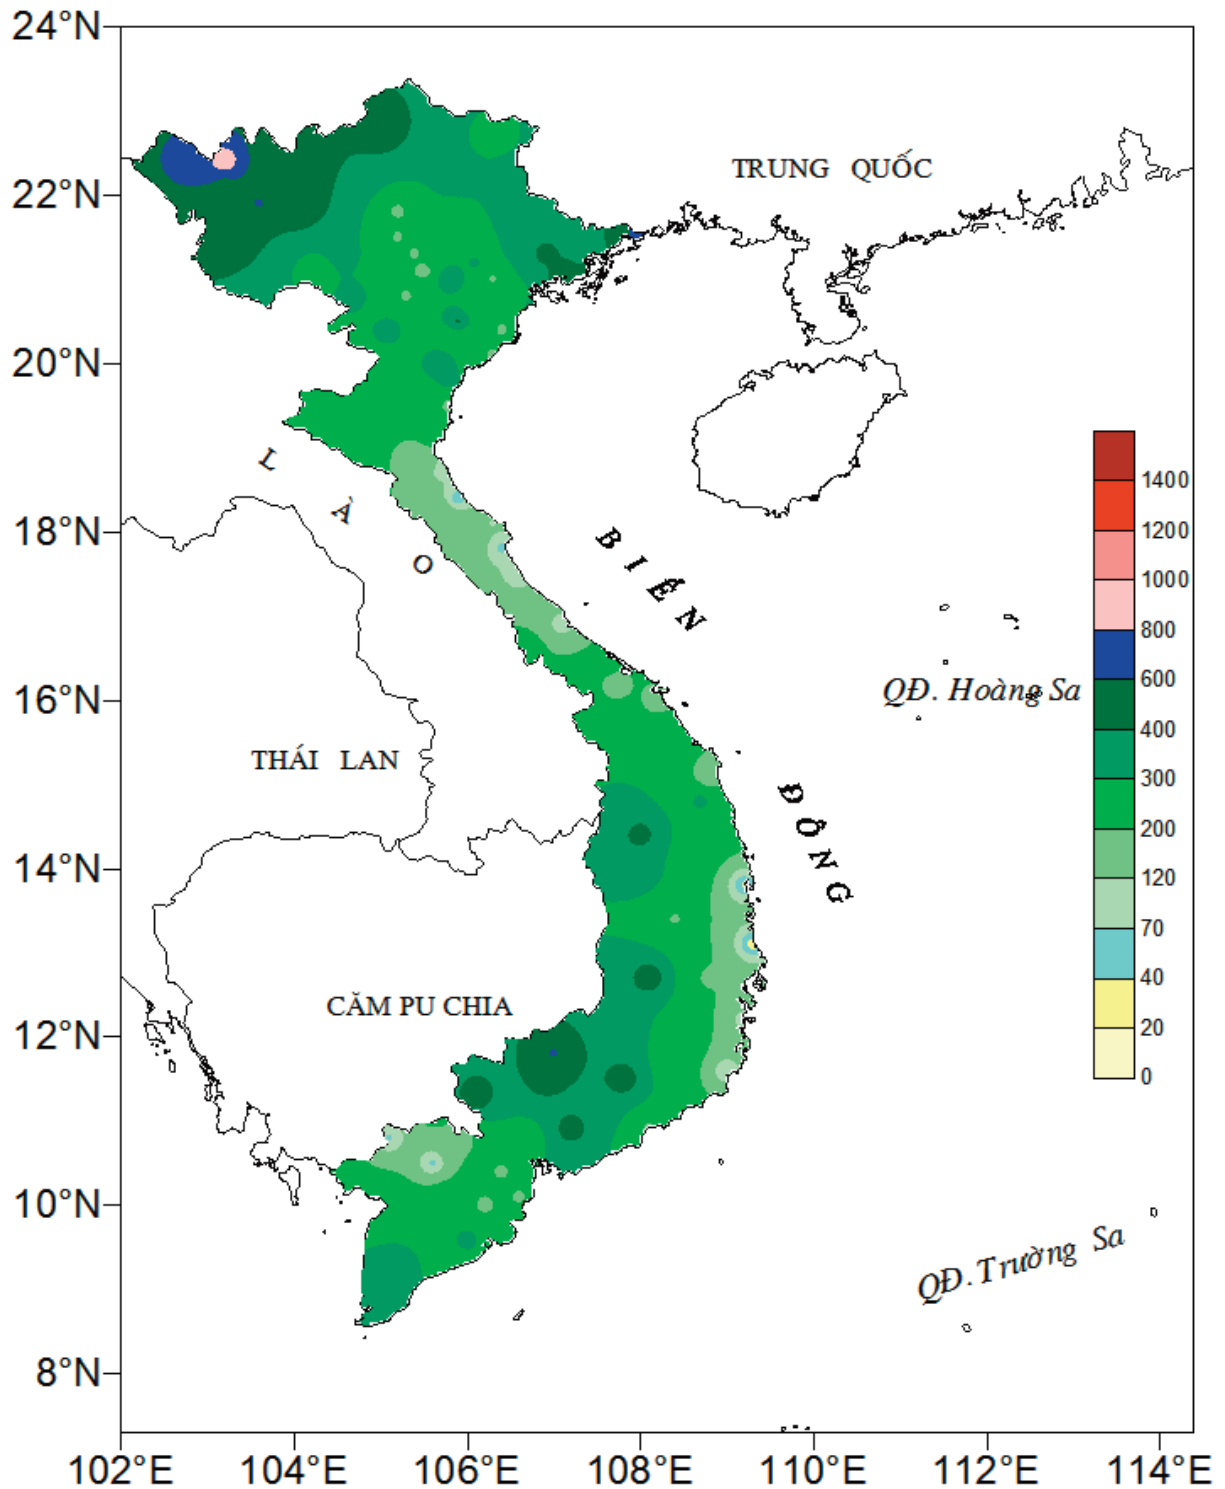 24°N
22°N
20°N
18°N
16°N
14°N
12°N
10°N
8°N
102°E 104°E 106°E 108°E 110°E 112°E 114°E
TRUNG QUỐC
LÀO
BIỂN
ĐÔNG
QĐ. Hoàng Sa
THÁI LAN
CĂM PU CHIA
QĐ. Trường Sa
1400
1200
1000
800
600
400
300
200
120
70
40
20
0